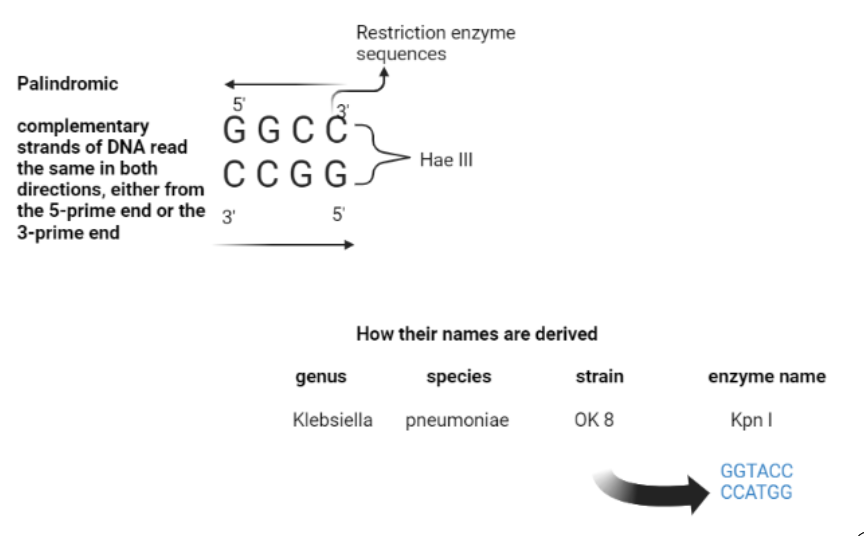 Restriction enzyme
sequences
Palindromic
complementary
strands of DNA read
the same in both
directions, either from
the 5-prime end or the
3-prime end
5' 3'
G G C C
C C G G
3' 5'
Hae III
How their names are derived
genus species strain enzyme name
Klebsiella pneumoniae OK 8 Kpn I
GGTACC
CCATGG